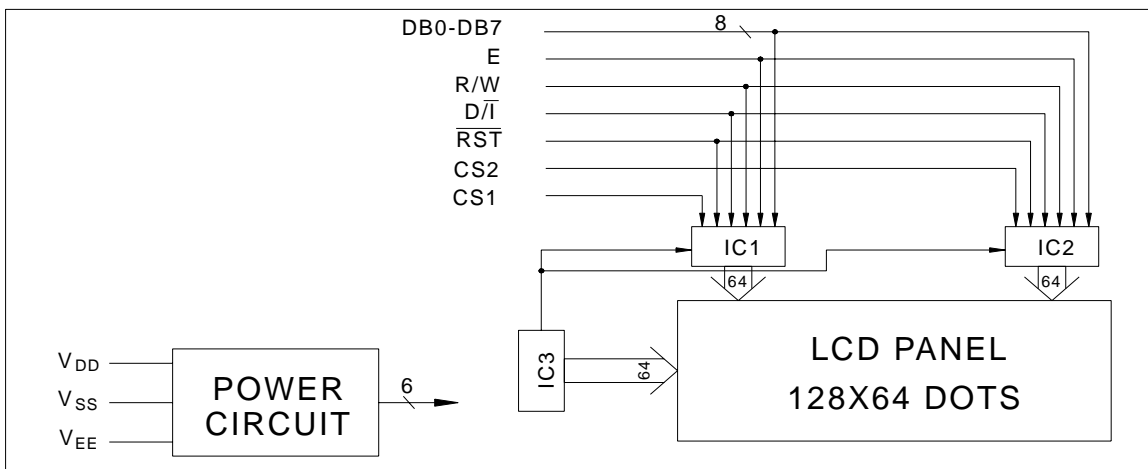 DB0-DB7
8
E
R/W
D/I̅
R̅S̅T̅
CS2
CS1
IC1
IC2
64
64
IC3
64
LCD PANEL
128X64 DOTS
VDD
VSS
VEE
POWER
CIRCUIT
6